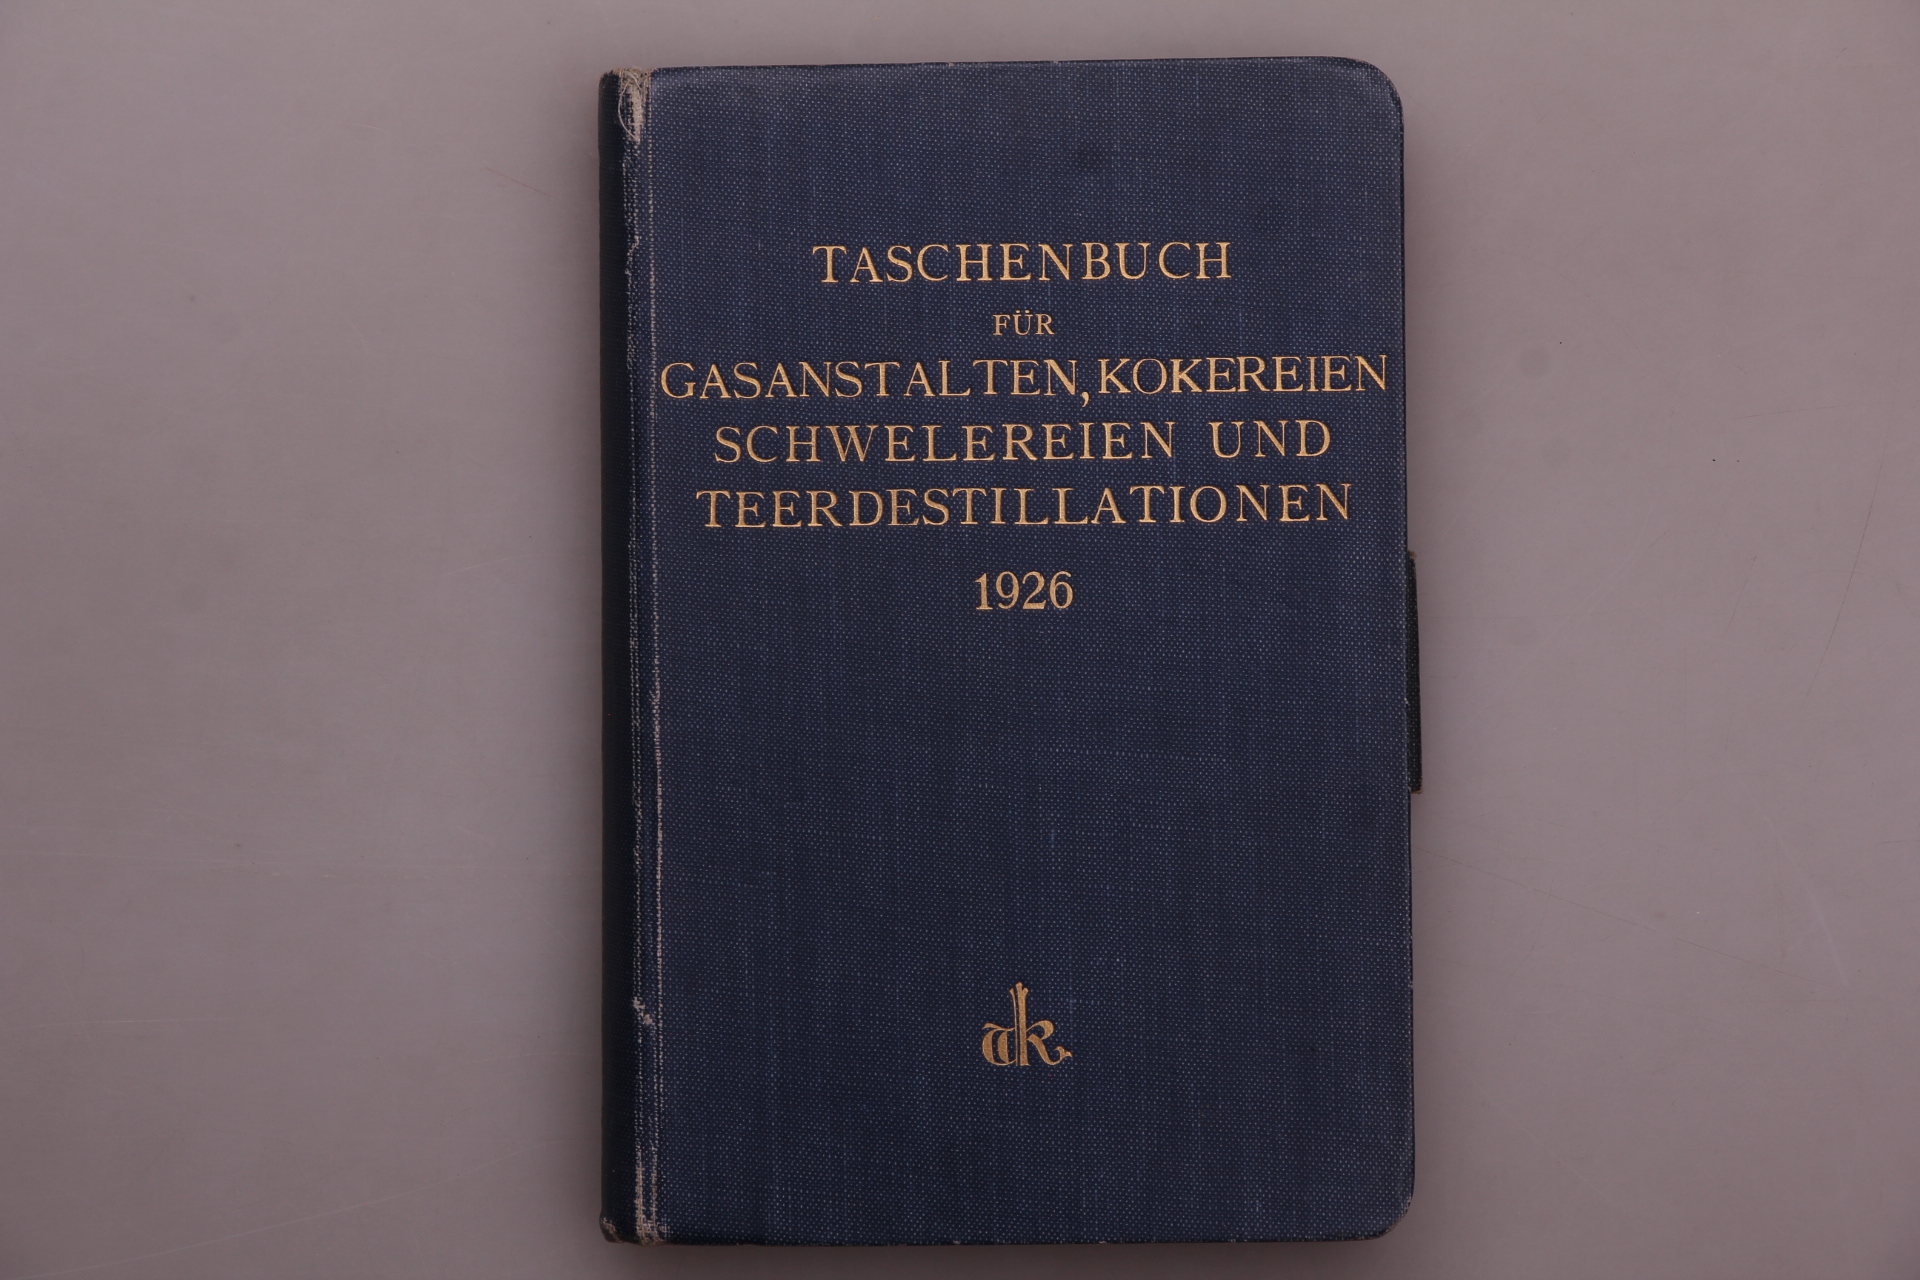 TASCHENBUCH
FÜR
GASANSTALTEN, KOKEREIEN
SCHWELEREIEN UND
TEERDESTILLATIONEN
1926